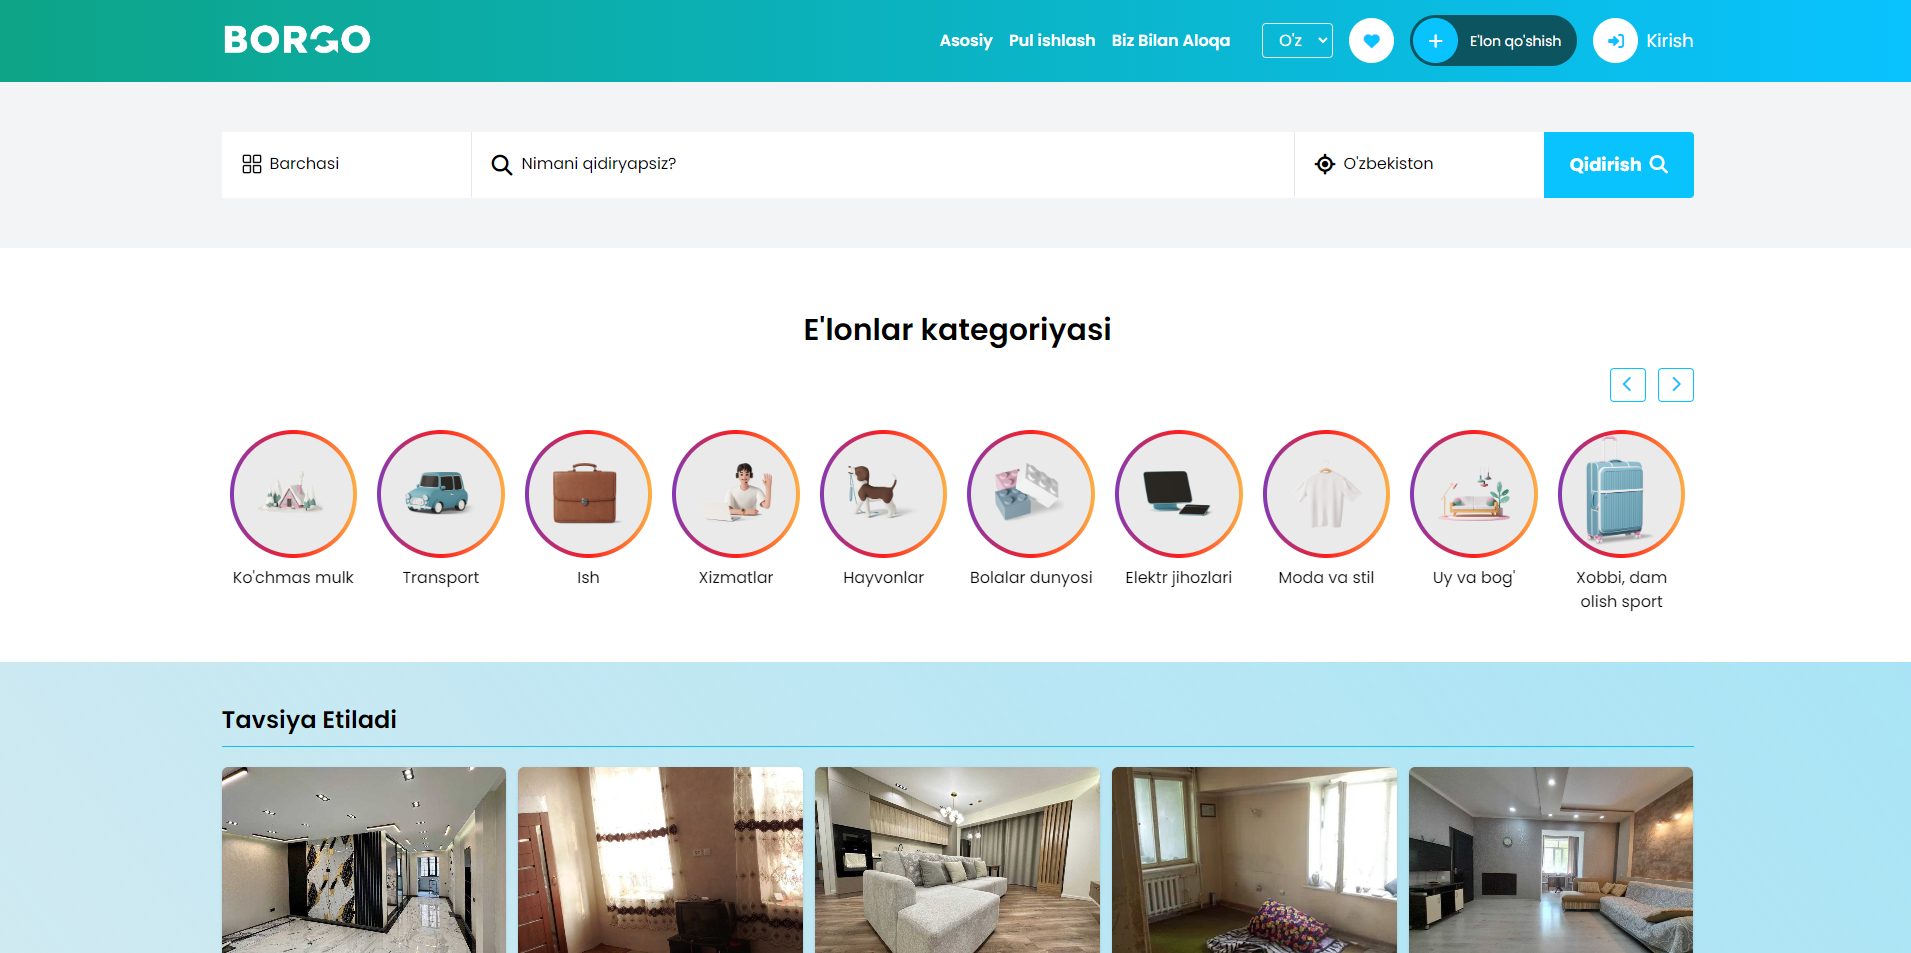 BORGO
Asosiy Pul ishlash Biz Bilan Aloqa O'z E'lon qo'shish Kirish
Barchasi Nimani qidiryapsiz? O'zbekiston Qidirish
E'lonlar kategoriyasi
Ko'chmas mulk Transport Ish Xizmatlar Hayvonlar Bolalar dunyosi Elektr jihozlari Moda va stil Uy va bog' Xobbi, dam
olish sport
Tavsiya Etiladi